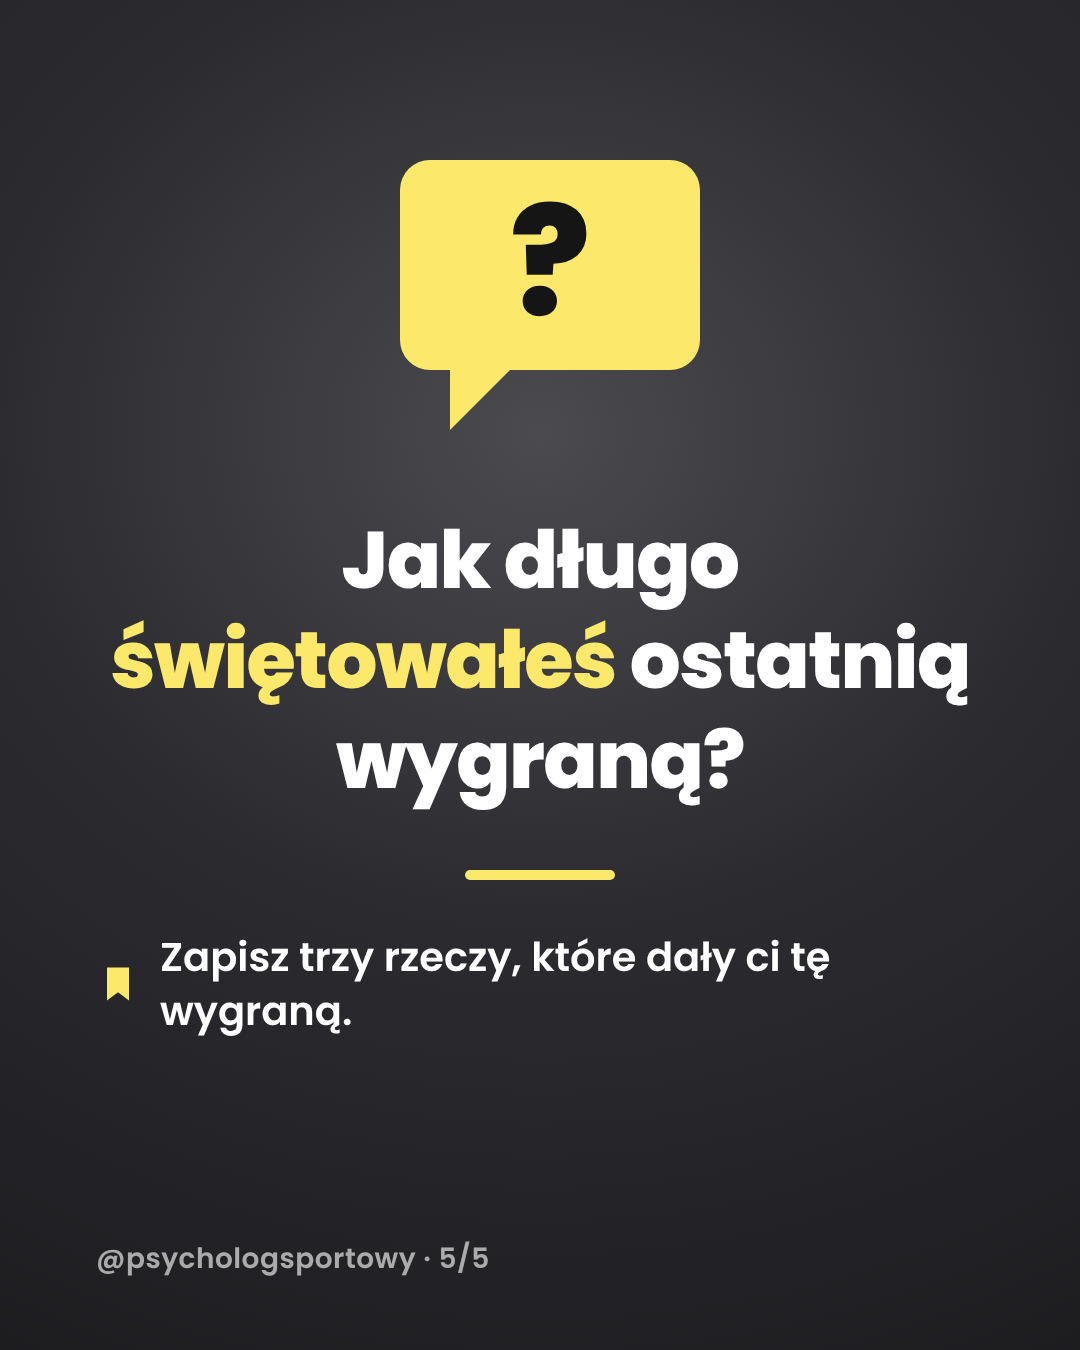 ?
Jak długo
świętowałeś ostatnią
wygraną?
Zapisz trzy rzeczy, które dały ci tę
wygraną.
@psychologsportowy · 5/5